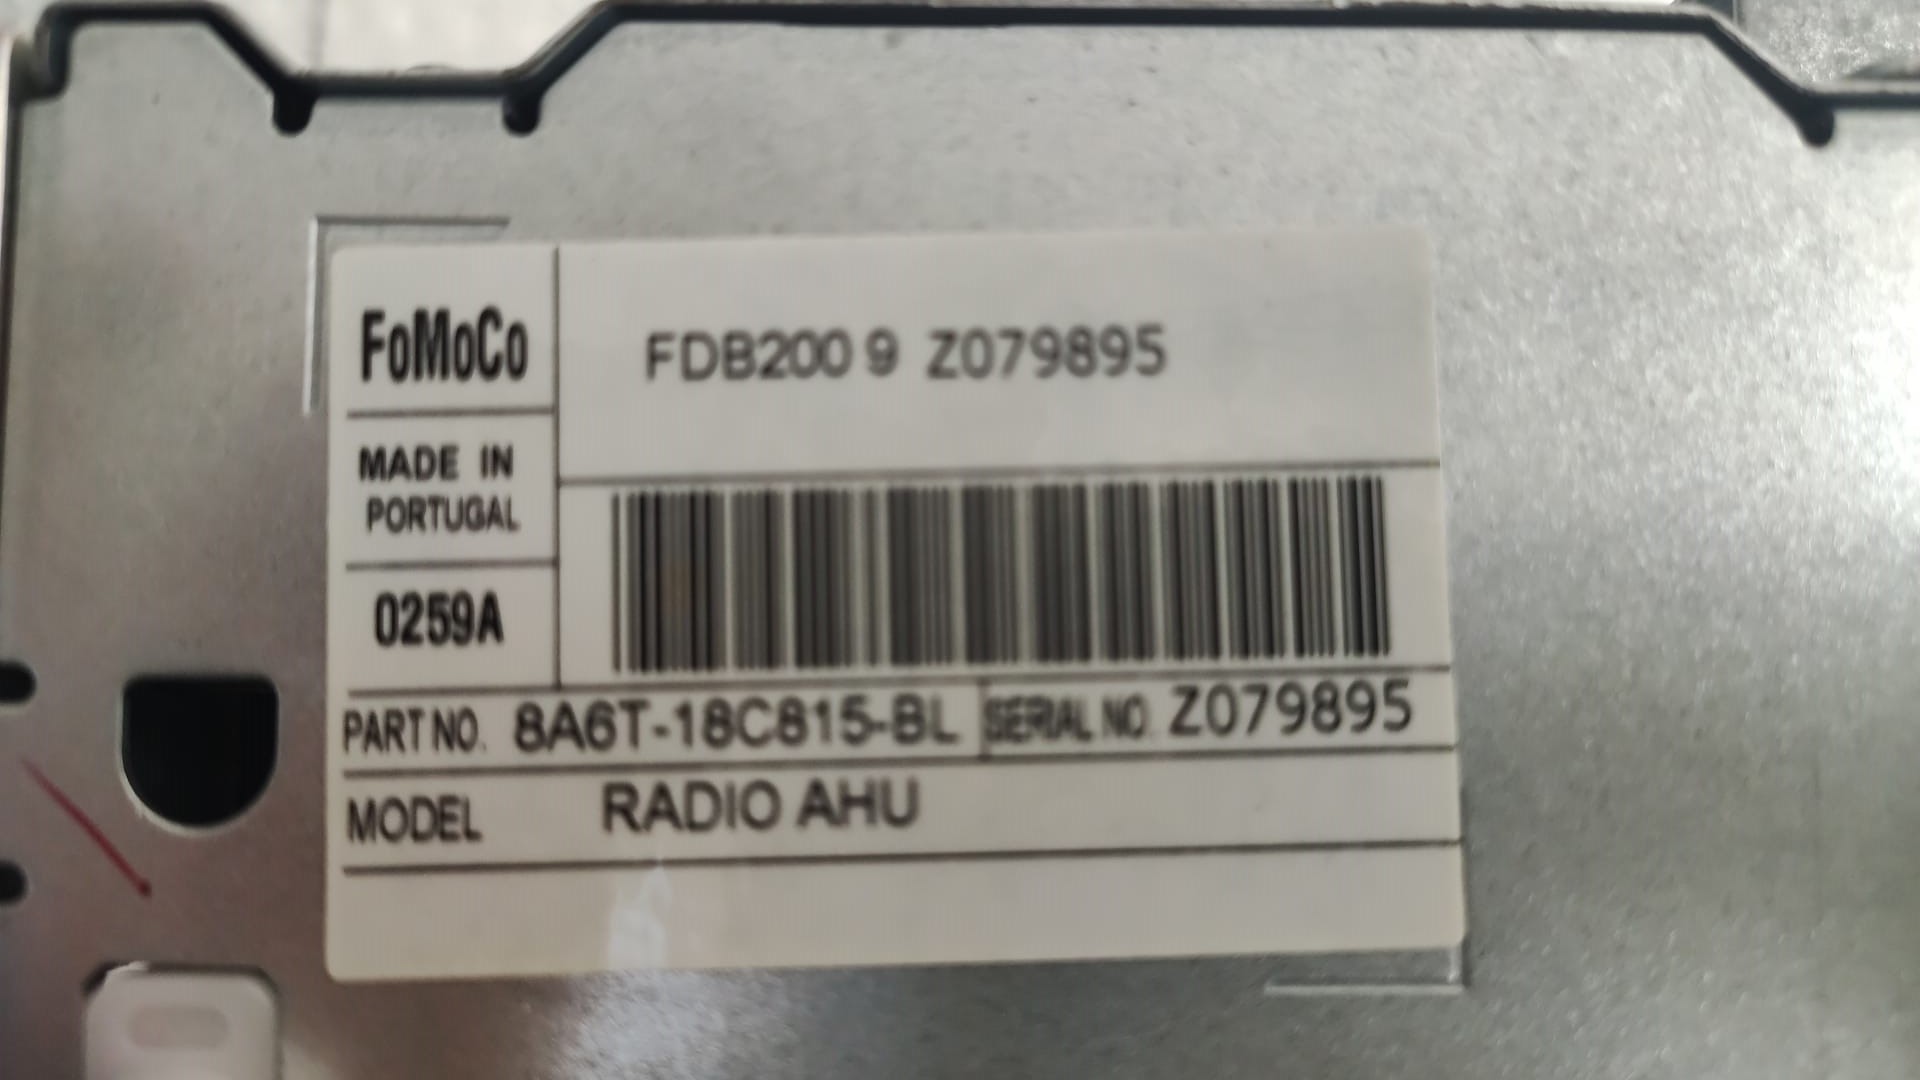 FoMoCo
FDB200 9 Z079895
MADE IN
PORTUGAL
0259A
PART NO. 8A6T-18C815-BL SERIAL NO. Z079895
MODEL RADIO AHU